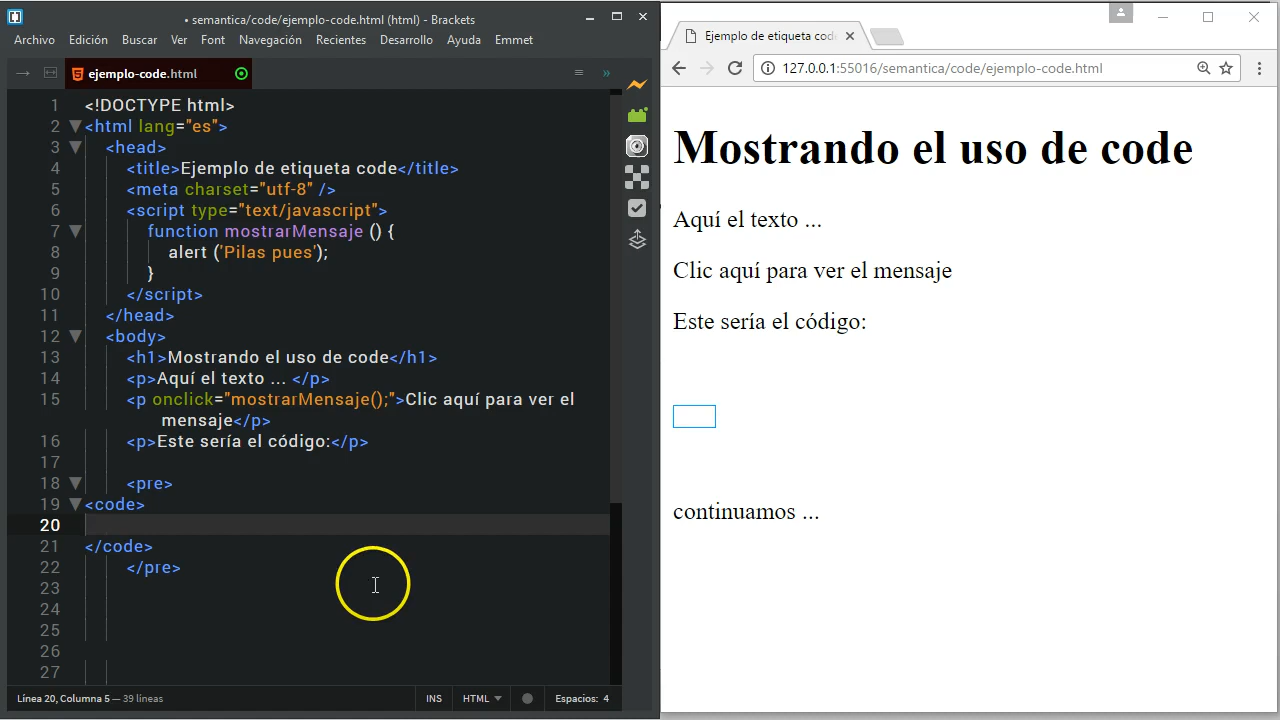 • semantica/code/ejemplo-code.html (html) - Brackets
Archivo Edición Buscar Ver Font Navegación Recientes Desarrollo Ayuda Emmet
ejemplo-code.html
1 <!DOCTYPE html>
2 <html lang="es">
3 <head>
4 <title>Ejemplo de etiqueta code</title>
5 <meta charset="utf-8" />
6 <script type="text/javascript">
7 function mostrarMensaje () {
8 alert ('Pilas pues');
9 }
10 </script>
11 </head>
12 <body>
13 <h1>Mostrando el uso de code</h1>
14 <p>Aquí el texto ... </p>
15 <p onclick="mostrarMensaje();">Clic aquí para ver el
mensaje</p>
16 <p>Este sería el código:</p>
17
18 <pre>
19 <code>
20
21 </code>
22 </pre>
23
24
25
26
27
Línea 20, Columna 5 — 39 líneas INS HTML Espacios: 4
Ejemplo de etiqueta code
127.0.0.1:55016/semantica/code/ejemplo-code.html
Mostrando el uso de code
Aquí el texto ...
Clic aquí para ver el mensaje
Este sería el código:
continuamos ...